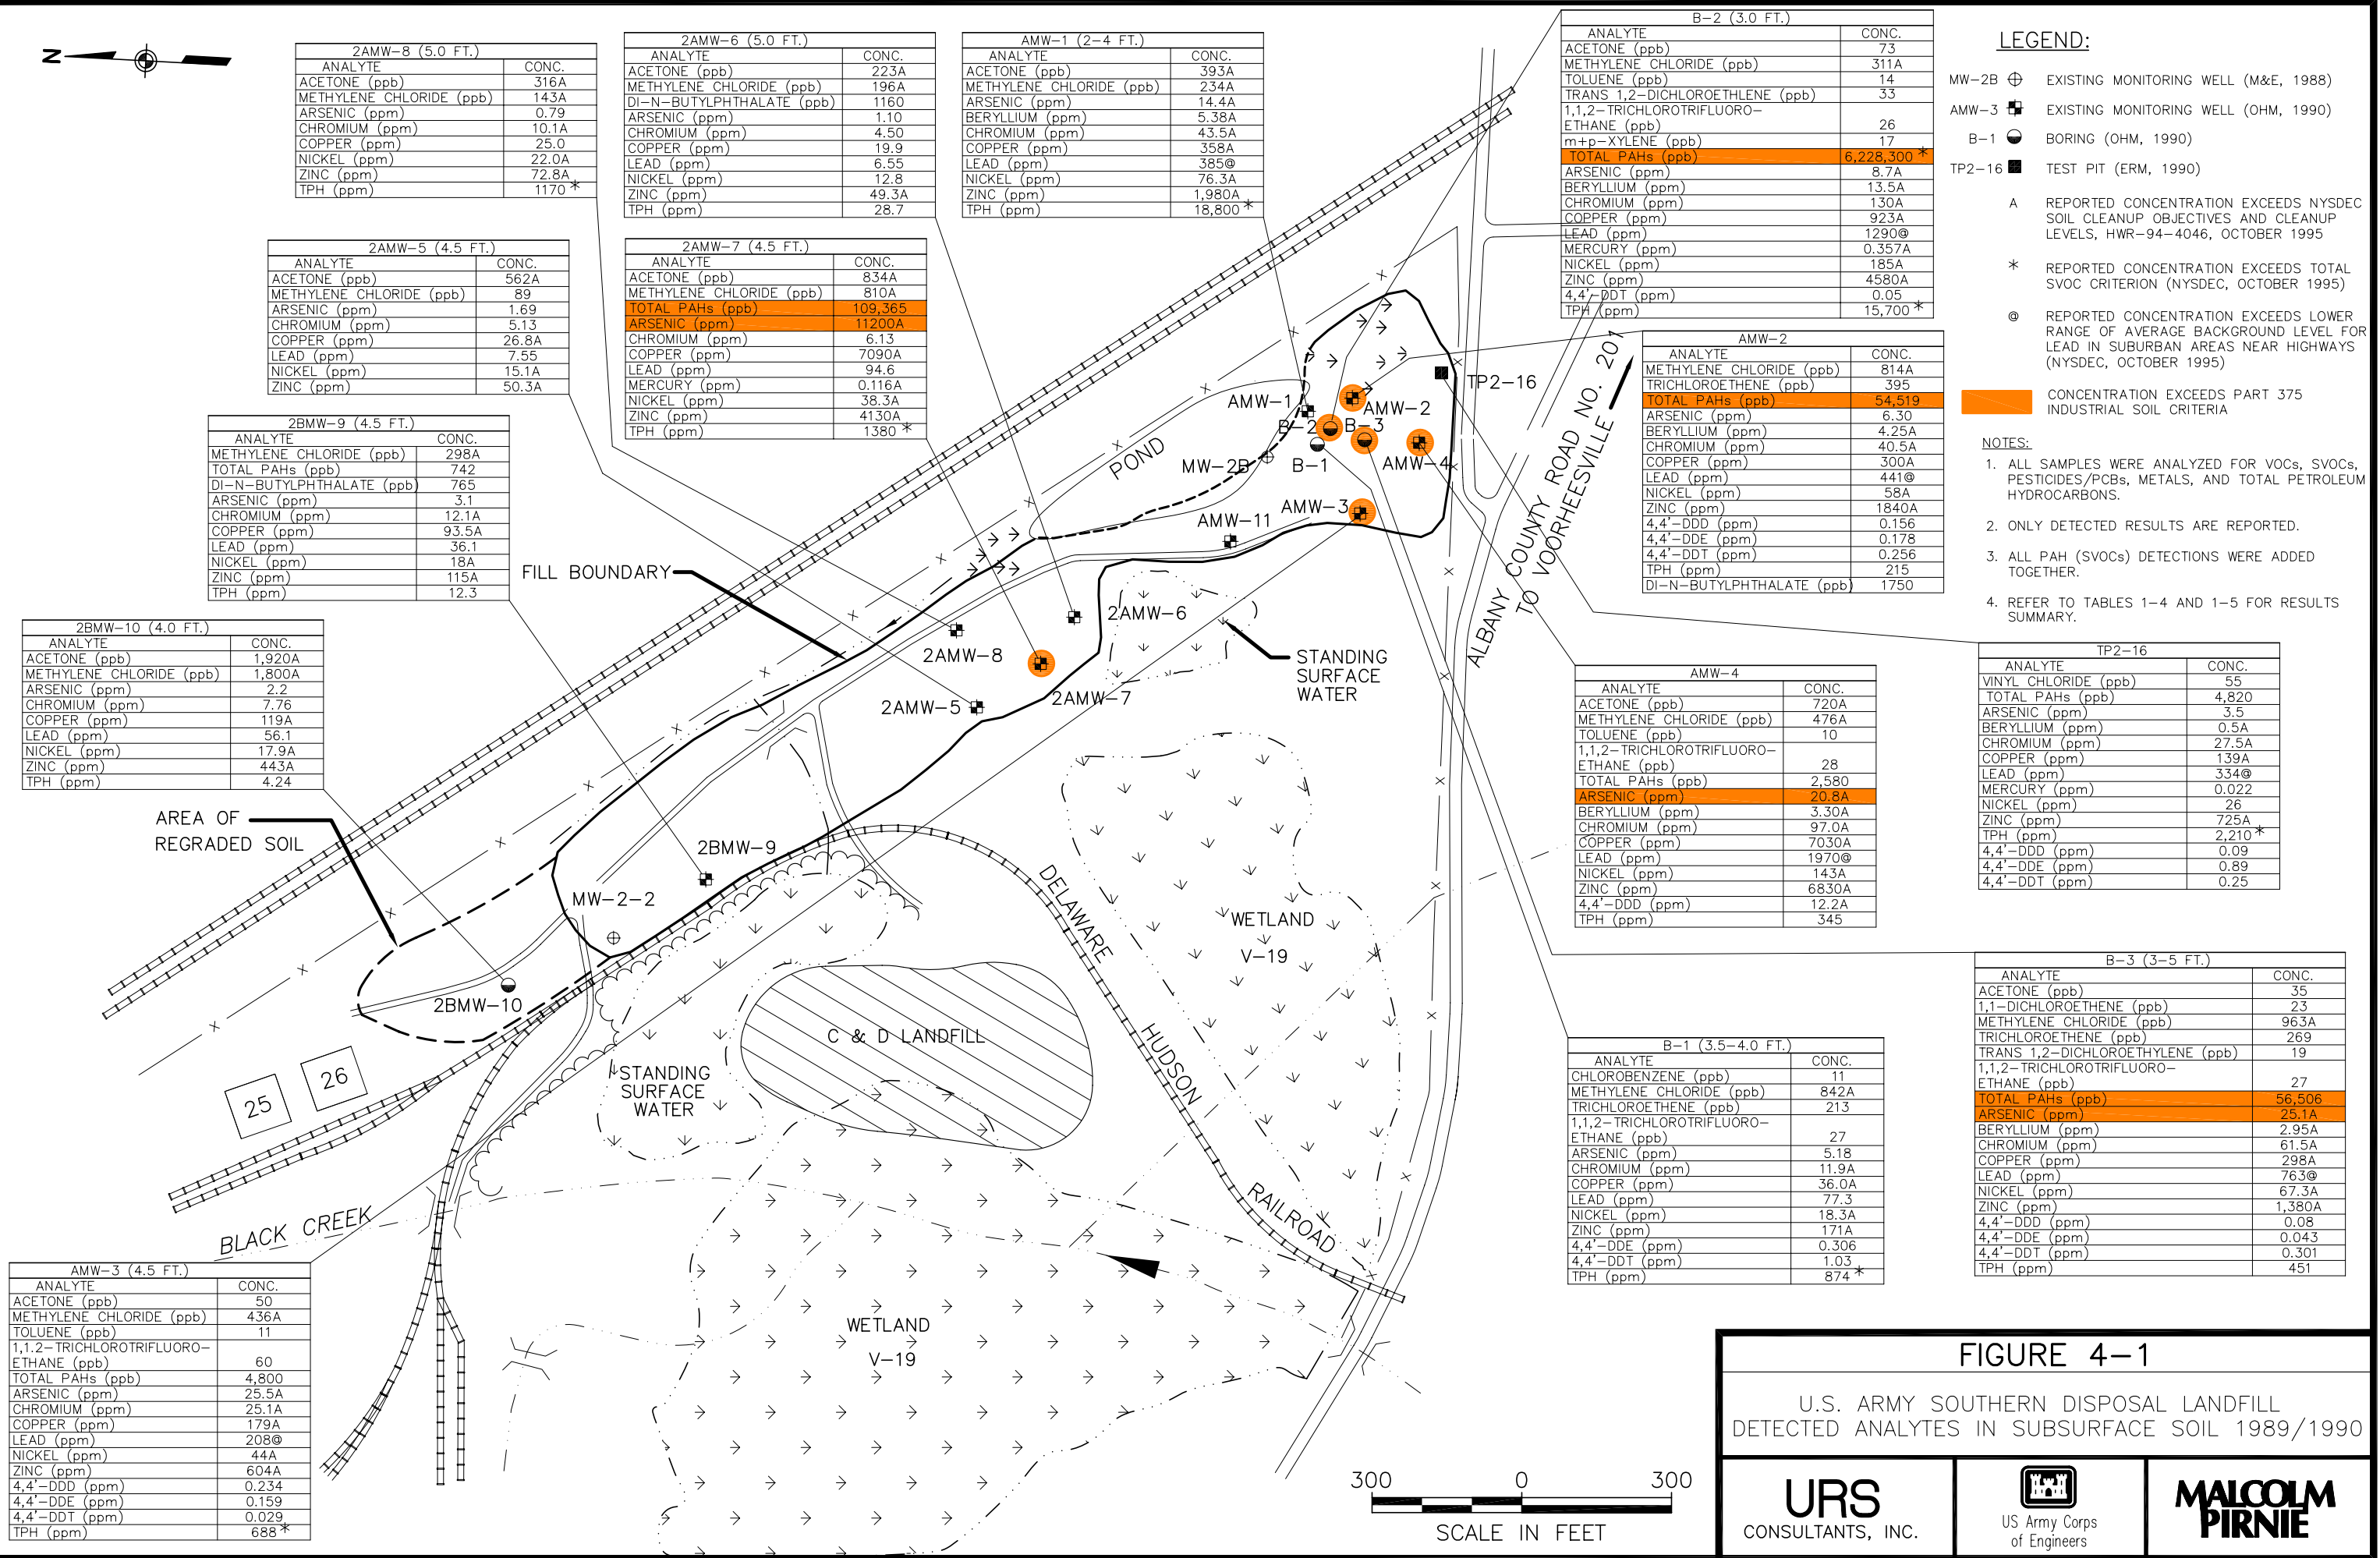 N
2AMW-8 (5.0 FT.)
ANALYTE CONC.
ACETONE (ppb) 316A
METHYLENE CHLORIDE (ppb) 143A
ARSENIC (ppm) 0.79
CHROMIUM (ppm) 10.1A
COPPER (ppm) 25.0
NICKEL (ppm) 22.0A
ZINC (ppm) 72.8A
TPH (ppm) 1170*
2AMW-6 (5.0 FT.)
ANALYTE CONC.
ACETONE (ppb) 223A
METHYLENE CHLORIDE (ppb) 196A
DI-N-BUTYLPHTHALATE (ppb) 1160
ARSENIC (ppm) 1.10
CHROMIUM (ppm) 4.50
COPPER (ppm) 19.9
LEAD (ppm) 6.55
NICKEL (ppm) 12.8
ZINC (ppm) 49.3A
TPH (ppm) 28.7
AMW-1 (2-4 FT.)
ANALYTE CONC.
ACETONE (ppb) 393A
METHYLENE CHLORIDE (ppb) 234A
ARSENIC (ppm) 14.4A
BERYLLIUM (ppm) 5.38A
CHROMIUM (ppm) 43.5A
COPPER (ppm) 358A
LEAD (ppm) 385@
NICKEL (ppm) 76.3A
ZINC (ppm) 1,980A
TPH (ppm) 18,800*
B-2 (3.0 FT.)
ANALYTE CONC.
ACETONE (ppb) 73
METHYLENE CHLORIDE (ppb) 311A
TOLUENE (ppb) 14
TRANS 1,2-DICHLOROETHLENE (ppb) 33
1,1,2-TRICHLOROTRIFLUORO-
ETHANE (ppb) 26
m+p-XYLENE (ppb) 17
TOTAL PAHs (ppb) 6,228,300*
ARSENIC (ppm) 8.7A
BERYLLIUM (ppm) 13.5A
CHROMIUM (ppm) 130A
COPPER (ppm) 923A
LEAD (ppm) 1290@
MERCURY (ppm) 0.357A
NICKEL (ppm) 185A
ZINC (ppm) 4580A
4,4'-DDT (ppm) 0.05
TPH (ppm) 15,700*
LEGEND:
MW-2B EXISTING MONITORING WELL (M&E, 1988)
AMW-3 EXISTING MONITORING WELL (OHM, 1990)
B-1 BORING (OHM, 1990)
TP2-16 TEST PIT (ERM, 1990)
A REPORTED CONCENTRATION EXCEEDS NYSDEC
SOIL CLEANUP OBJECTIVES AND CLEANUP
LEVELS, HWR-94-4046, OCTOBER 1995
* REPORTED CONCENTRATION EXCEEDS TOTAL
SVOC CRITERION (NYSDEC, OCTOBER 1995)
@ REPORTED CONCENTRATION EXCEEDS LOWER
RANGE OF AVERAGE BACKGROUND LEVEL FOR
LEAD IN SUBURBAN AREAS NEAR HIGHWAYS
(NYSDEC, OCTOBER 1995)
CONCENTRATION EXCEEDS PART 375
INDUSTRIAL SOIL CRITERIA
NOTES:
1. ALL SAMPLES WERE ANALYZED FOR VOCs, SVOCs,
PESTICIDES/PCBs, METALS, AND TOTAL PETROLEUM
HYDROCARBONS.
2. ONLY DETECTED RESULTS ARE REPORTED.
3. ALL PAH (SVOCs) DETECTIONS WERE ADDED
TOGETHER.
4. REFER TO TABLES 1-4 AND 1-5 FOR RESULTS
SUMMARY.
2AMW-5 (4.5 FT.)
ANALYTE CONC.
ACETONE (ppb) 562A
METHYLENE CHLORIDE (ppb) 89
ARSENIC (ppm) 1.69
CHROMIUM (ppm) 5.13
COPPER (ppm) 26.8A
LEAD (ppm) 7.55
NICKEL (ppm) 15.1A
ZINC (ppm) 50.3A
2AMW-7 (4.5 FT.)
ANALYTE CONC.
ACETONE (ppb) 834A
METHYLENE CHLORIDE (ppb) 810A
TOTAL PAHs (ppb) 109,365
ARSENIC (ppm) 11200A
CHROMIUM (ppm) 6.13
COPPER (ppm) 7090A
LEAD (ppm) 94.6
MERCURY (ppm) 0.116A
NICKEL (ppm) 38.3A
ZINC (ppm) 4130A
TPH (ppm) 1380*
AMW-2
ANALYTE CONC.
METHYLENE CHLORIDE (ppb) 814A
TRICHLOROETHENE (ppb) 395
TOTAL PAHs (ppb) 54,519
ARSENIC (ppm) 6.30
BERYLLIUM (ppm) 4.25A
CHROMIUM (ppm) 40.5A
COPPER (ppm) 300A
LEAD (ppm) 441@
NICKEL (ppm) 58A
ZINC (ppm) 1840A
4,4'-DDD (ppm) 0.156
4,4'-DDE (ppm) 0.178
4,4'-DDT (ppm) 0.256
TPH (ppm) 215
DI-N-BUTYLPHTHALATE (ppb) 1750
2BMW-9 (4.5 FT.)
ANALYTE CONC.
METHYLENE CHLORIDE (ppb) 298A
TOTAL PAHs (ppb) 742
DI-N-BUTYLPHTHALATE (ppb) 765
ARSENIC (ppm) 3.1
CHROMIUM (ppm) 12.1A
COPPER (ppm) 93.5A
LEAD (ppm) 36.1
NICKEL (ppm) 18A
ZINC (ppm) 115A
TPH (ppm) 12.3
2BMW-10 (4.0 FT.)
ANALYTE CONC.
ACETONE (ppb) 1,920A
METHYLENE CHLORIDE (ppb) 1,800A
ARSENIC (ppm) 2.2
CHROMIUM (ppm) 7.76
COPPER (ppm) 119A
LEAD (ppm) 56.1
NICKEL (ppm) 17.9A
ZINC (ppm) 443A
TPH (ppm) 4.24
TP2-16
AMW-1
AMW-2
B-2
B-3
POND
MW-2B
B-1
AMW-4
AMW-3
AMW-11
FILL BOUNDARY
2AMW-6
2AMW-8
2AMW-7
2AMW-5
STANDING
SURFACE
WATER
ALBANY COUNTY ROAD NO. 201
TO VOORHEESVILLE
AREA OF
REGRADED SOIL
2BMW-9
MW-2-2
2BMW-10
DELAWARE
HUDSON
RAILROAD
WETLAND
V-19
C & D LANDFILL
STANDING
SURFACE
WATER
25
26
BLACK CREEK
WETLAND
V-19
TP2-16
ANALYTE CONC.
VINYL CHLORIDE (ppb) 55
TOTAL PAHs (ppb) 4,820
ARSENIC (ppm) 3.5
BERYLLIUM (ppm) 0.5A
CHROMIUM (ppm) 27.5A
COPPER (ppm) 139A
LEAD (ppm) 334@
MERCURY (ppm) 0.022
NICKEL (ppm) 26
ZINC (ppm) 725A
TPH (ppm) 2,210*
4,4'-DDD (ppm) 0.09
4,4'-DDE (ppm) 0.89
4,4'-DDT (ppm) 0.25
AMW-4
ANALYTE CONC.
ACETONE (ppb) 720A
METHYLENE CHLORIDE (ppb) 476A
TOLUENE (ppb) 10
1,1,2-TRICHLOROTRIFLUORO-
ETHANE (ppb) 28
TOTAL PAHs (ppb) 2,580
ARSENIC (ppm) 20.8A
BERYLLIUM (ppm) 3.30A
CHROMIUM (ppm) 97.0A
COPPER (ppm) 7030A
LEAD (ppm) 1970@
NICKEL (ppm) 143A
ZINC (ppm) 6830A
4,4'-DDD (ppm) 12.2A
TPH (ppm) 345
B-3 (3-5 FT.)
ANALYTE CONC.
ACETONE (ppb) 35
1,1-DICHLOROETHENE (ppb) 23
METHYLENE CHLORIDE (ppb) 963A
TRICHLOROETHENE (ppb) 269
TRANS 1,2-DICHLOROETHYLENE (ppb) 19
1,1,2-TRICHLOROTRIFLUORO-
ETHANE (ppb) 27
TOTAL PAHs (ppb) 56,506
ARSENIC (ppm) 25.1A
BERYLLIUM (ppm) 2.95A
CHROMIUM (ppm) 61.5A
COPPER (ppm) 298A
LEAD (ppm) 763@
NICKEL (ppm) 67.3A
ZINC (ppm) 1,380A
4,4'-DDD (ppm) 0.08
4,4'-DDE (ppm) 0.043
4,4'-DDT (ppm) 0.301
TPH (ppm) 451
B-1 (3.5-4.0 FT.)
ANALYTE CONC.
CHLOROBENZENE (ppb) 11
METHYLENE CHLORIDE (ppb) 842A
TRICHLOROETHENE (ppb) 213
1,1,2-TRICHLOROTRIFLUORO-
ETHANE (ppb) 27
ARSENIC (ppm) 5.18
CHROMIUM (ppm) 11.9A
COPPER (ppm) 36.0A
LEAD (ppm) 77.3
NICKEL (ppm) 18.3A
ZINC (ppm) 171A
4,4'-DDE (ppm) 0.306
4,4'-DDT (ppm) 1.03
TPH (ppm) 874*
AMW-3 (4.5 FT.)
ANALYTE CONC.
ACETONE (ppb) 50
METHYLENE CHLORIDE (ppb) 436A
TOLUENE (ppb) 11
1,1.2-TRICHLOROTRIFLUORO-
ETHANE (ppb) 60
TOTAL PAHs (ppb) 4,800
ARSENIC (ppm) 25.5A
CHROMIUM (ppm) 25.1A
COPPER (ppm) 179A
LEAD (ppm) 208@
NICKEL (ppm) 44A
ZINC (ppm) 604A
4,4'-DDD (ppm) 0.234
4,4'-DDE (ppm) 0.159
4,4'-DDT (ppm) 0.029
TPH (ppm) 688*
300 0 300
SCALE IN FEET
FIGURE 4-1
U.S. ARMY SOUTHERN DISPOSAL LANDFILL
DETECTED ANALYTES IN SUBSURFACE SOIL 1989/1990
URS
CONSULTANTS, INC.
US Army Corps
of Engineers
MALCOLM
PIRNIE